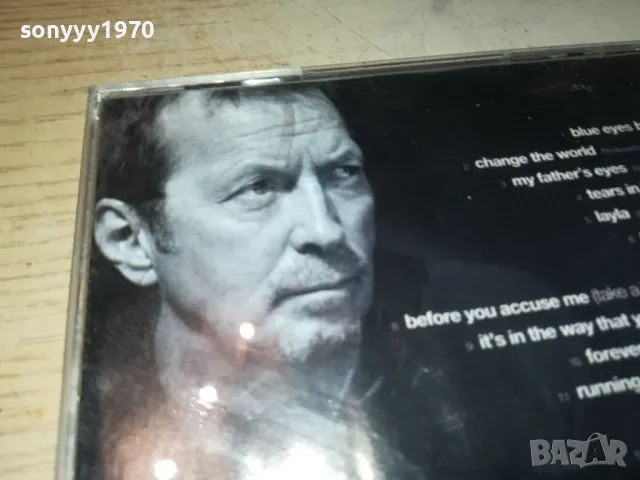 sonyyy1970
blue eyes b
change the world
my father's eyes
tears in
layla
before you accuse me (take a
it's in the way that y
forever
running
BAZAR